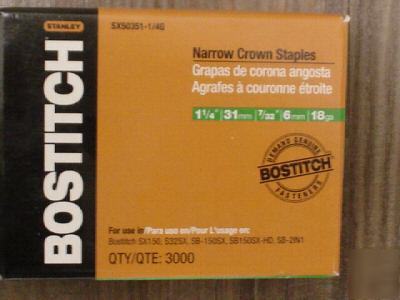 STANLEY
SX50351-1/4G
BOSTITCH
Narrow Crown Staples
Grapas de corona angosta
Agrafes à couronne étroite
1 1/4" | 31mm | 7/32" | 6mm | 18ga
DEMAND GENUINE
BOSTITCH
FASTENERS
For use in/Para uso en/Pour L'usage en:
Bostitch SX150, S32SX, SB-150SX, SB150SX-HD, SB-2IN1
QTY/QTE: 3000